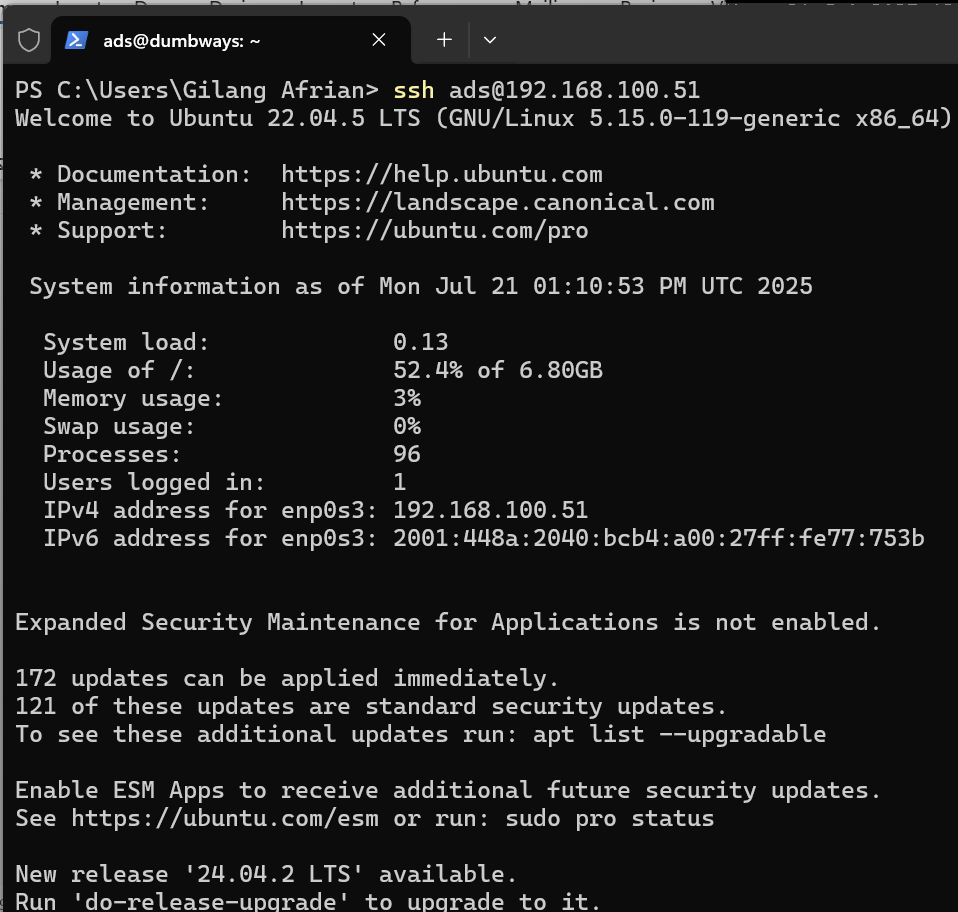 ads@dumbways: ~
PS C:\Users\Gilang Afrian> ssh ads@192.168.100.51
Welcome to Ubuntu 22.04.5 LTS (GNU/Linux 5.15.0-119-generic x86_64)
* Documentation:  https://help.ubuntu.com
* Management:     https://landscape.canonical.com
* Support:        https://ubuntu.com/pro
System information as of Mon Jul 21 01:10:53 PM UTC 2025
System load:             0.13
Usage of /:              52.4% of 6.80GB
Memory usage:            3%
Swap usage:              0%
Processes:               96
Users logged in:         1
IPv4 address for enp0s3: 192.168.100.51
IPv6 address for enp0s3: 2001:448a:2040:bcb4:a00:27ff:fe77:753b
Expanded Security Maintenance for Applications is not enabled.
172 updates can be applied immediately.
121 of these updates are standard security updates.
To see these additional updates run: apt list --upgradable
Enable ESM Apps to receive additional future security updates.
See https://ubuntu.com/esm or run: sudo pro status
New release '24.04.2 LTS' available.
Run 'do-release-upgrade' to upgrade to it.